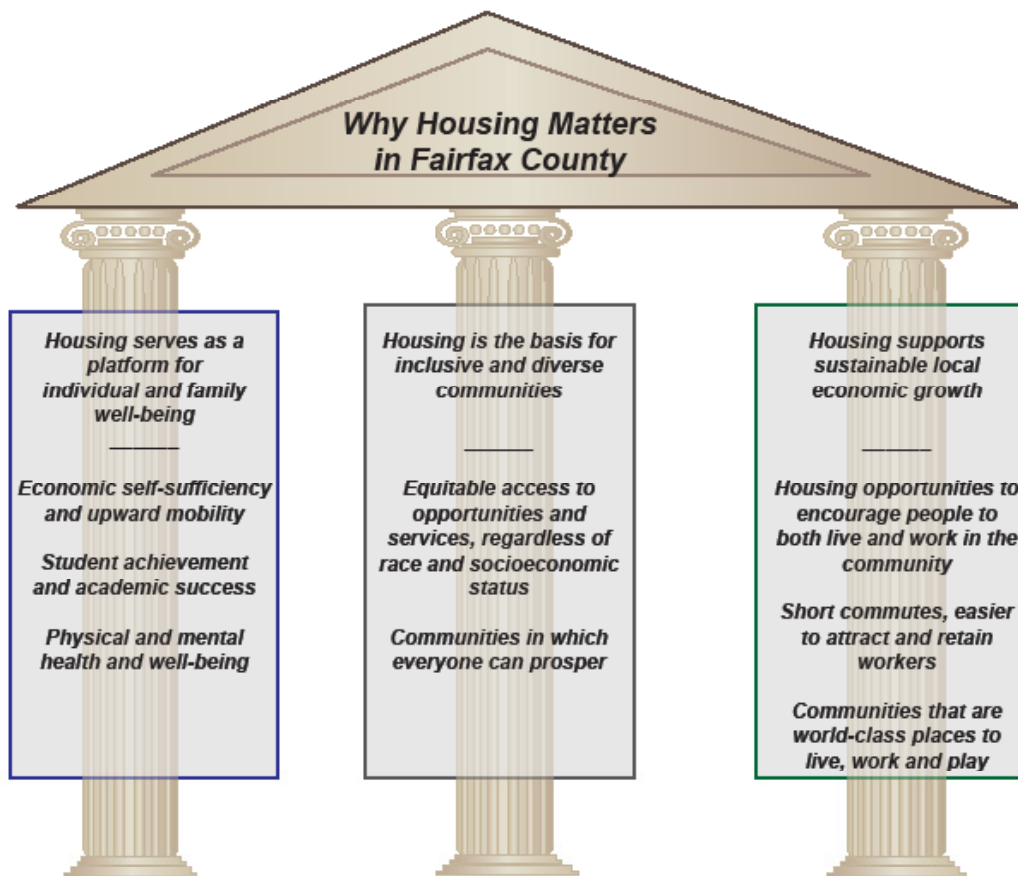 Why Housing Matters
in Fairfax County
Housing serves as a
platform for
individual and family
well-being
Economic self-sufficiency
and upward mobility
Student achievement
and academic success
Physical and mental
health and well-being
Housing is the basis for
inclusive and diverse
communities
Equitable access to
opportunities and
services, regardless of
race and socioeconomic
status
Communities in which
everyone can prosper
Housing supports
sustainable local
economic growth
Housing opportunities to
encourage people to
both live and work in the
community
Short commutes, easier
to attract and retain
workers
Communities that are
world-class places to
live, work and play